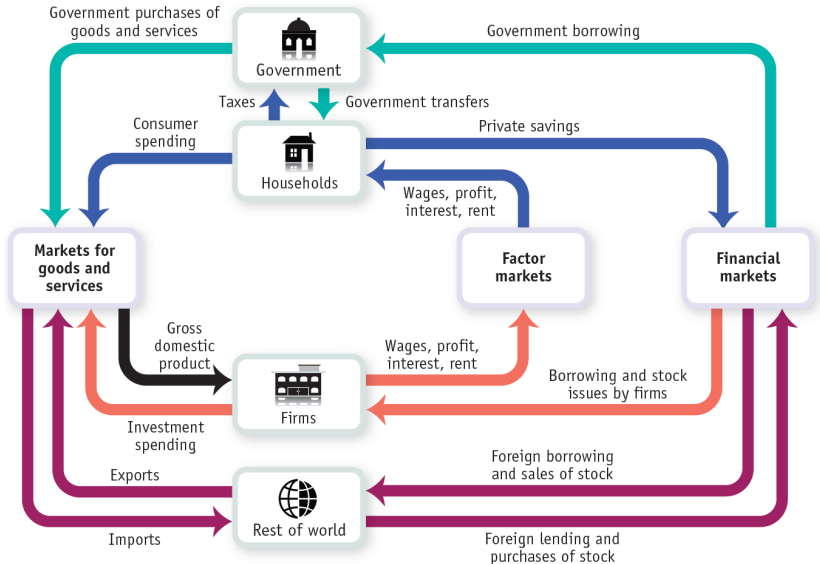 Government purchases of
goods and services
Government
Government borrowing
Taxes
Government transfers
Consumer
spending
Households
Private savings
Wages, profit,
interest, rent
Markets for
goods and
services
Factor
markets
Financial
markets
Gross
domestic
product
Wages, profit,
interest, rent
Firms
Borrowing and stock
issues by firms
Investment
spending
Exports
Foreign borrowing
and sales of stock
Rest of world
Imports
Foreign lending and
purchases of stock